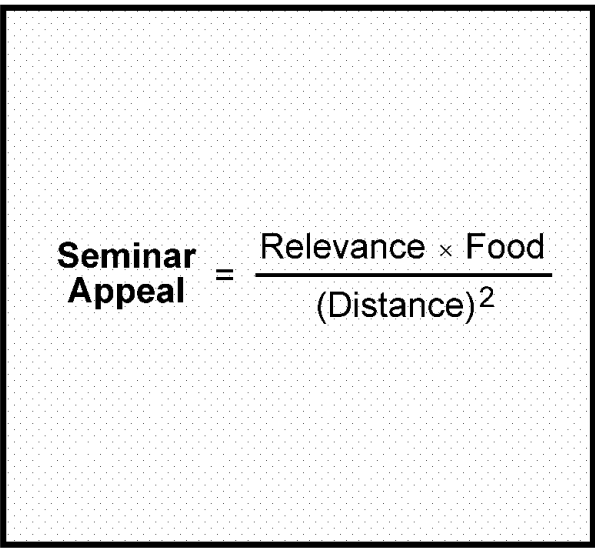 Seminar
Appeal
=
Relevance × Food
(Distance)²